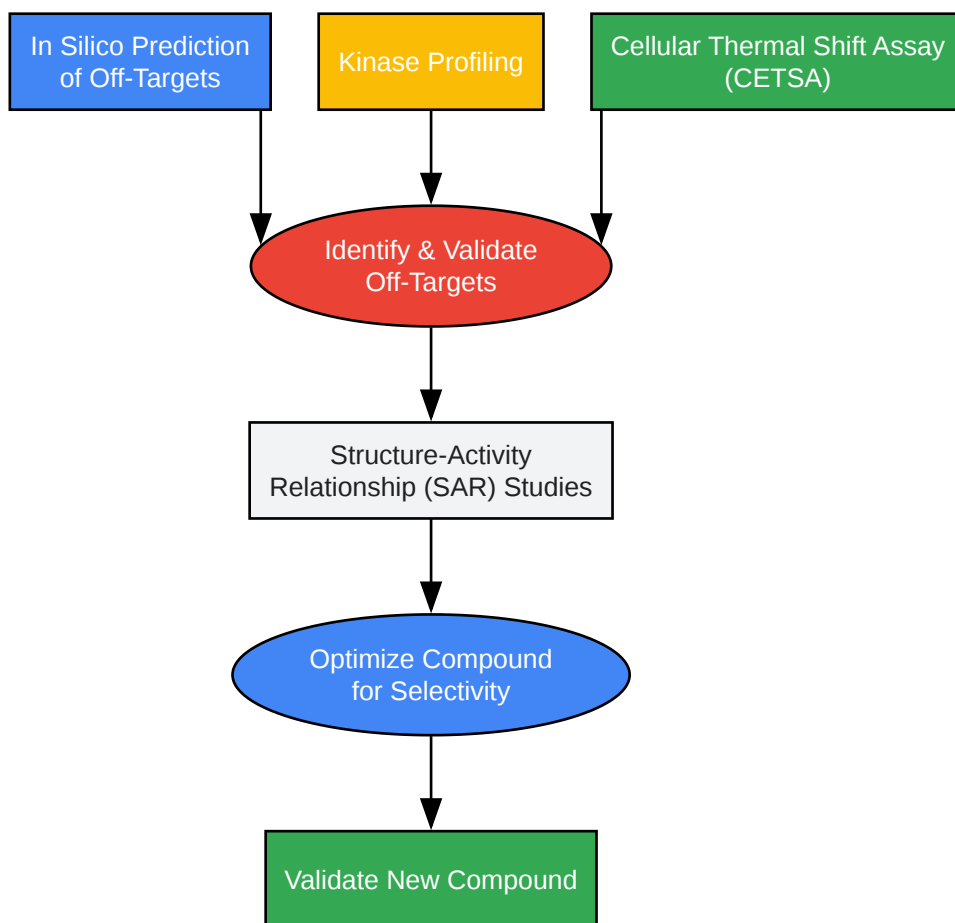 In Silico Prediction
of Off-Targets
Kinase Profiling
Cellular Thermal Shift Assay
(CETSA)
Identify & Validate
Off-Targets
Structure-Activity
Relationship (SAR) Studies
Optimize Compound
for Selectivity
Validate New Compound